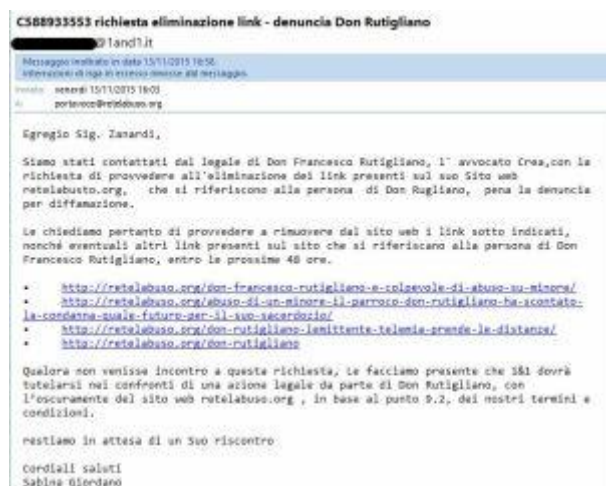 C588933553 richiesta eliminazione link - denuncia Don Rutigliano
@1and1.it
Messaggio inoltrato in data 13/11/2015 16:58.
Interruzioni di riga in eccesso rimosse dal messaggio.
venerdì 13/11/2015 16:03
A: portavoce@retelabuso.org
Egregio Sig. Zanardi,
Siamo stati contattati dal legale di Don Francesco Rutigliano, l' avvocato Crea,con la
richiesta di provvedere all'eliminazione dei link presenti sul suo Sito web
retelabusto.org, che si riferiscono alla persona di Don Rugliano, pena la denuncia
per diffamazione.
Le chiediamo pertanto di provvedere a rimuovere dal sito web i link sotto indicati,
nonché eventuali altri link presenti sul sito che si riferiscano alla persona di Don
Francesco Rutigliano, entro le prossime 48 ore.
• http://retelabuso.org/don-francesco-rutigliano-e-colpevole-di-abuso-su-minore/
• http://retelabuso.org/abuso-di-un-minore-il-parroco-don-rutigliano-ha-scontato-
la-condanna-quale-futuro-per-il-suo-sacerdozio/
• http://retelabuso.org/don-rutigliano-lemittente-telemia-prende-le-distanze/
• http://retelabuso.org/don-rutigliano
Qualora non venisse incontro a questa richiesta, Le facciamo presente che 1&1 dovrà
tutelarsi nei confronti di una azione legale da parte di Don Rutigliano, con
l'oscuramente del sito web retelabuso.org , in base al punto 9.2, dei nostri termini e
condizioni.
restiamo in attesa di un Suo riscontro
Cordiali saluti
Sabina Giordano